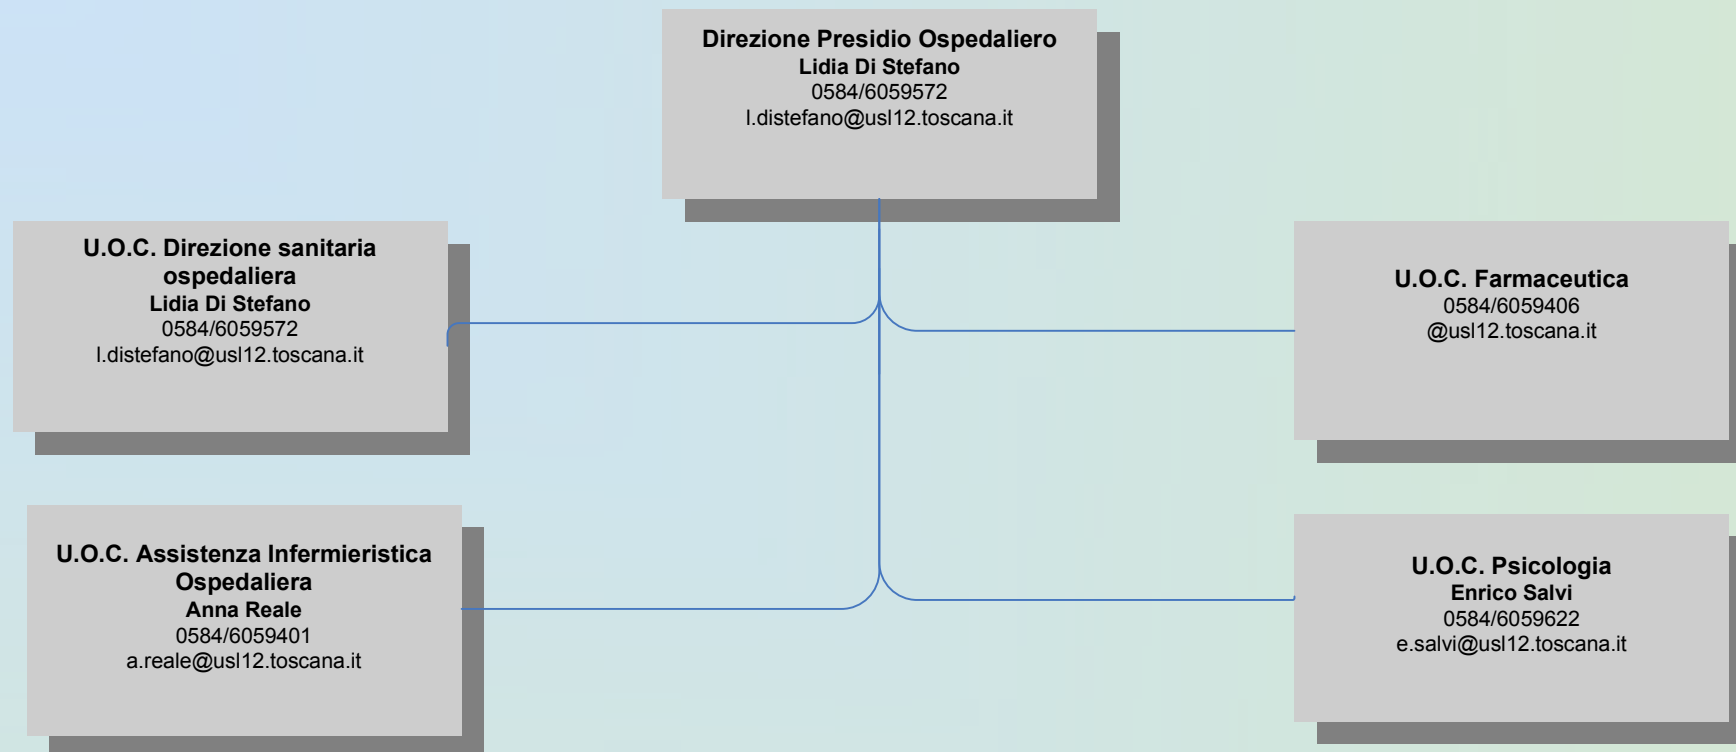 Direzione Presidio Ospedaliero
Lidia Di Stefano
0584/6059572
l.distefano@usl12.toscana.it
U.O.C. Direzione sanitaria
ospedaliera
Lidia Di Stefano
0584/6059572
l.distefano@usl12.toscana.it
U.O.C. Farmaceutica
0584/6059406
@usl12.toscana.it
U.O.C. Assistenza Infermieristica
Ospedaliera
Anna Reale
0584/6059401
a.reale@usl12.toscana.it
U.O.C. Psicologia
Enrico Salvi
0584/6059622
e.salvi@usl12.toscana.it